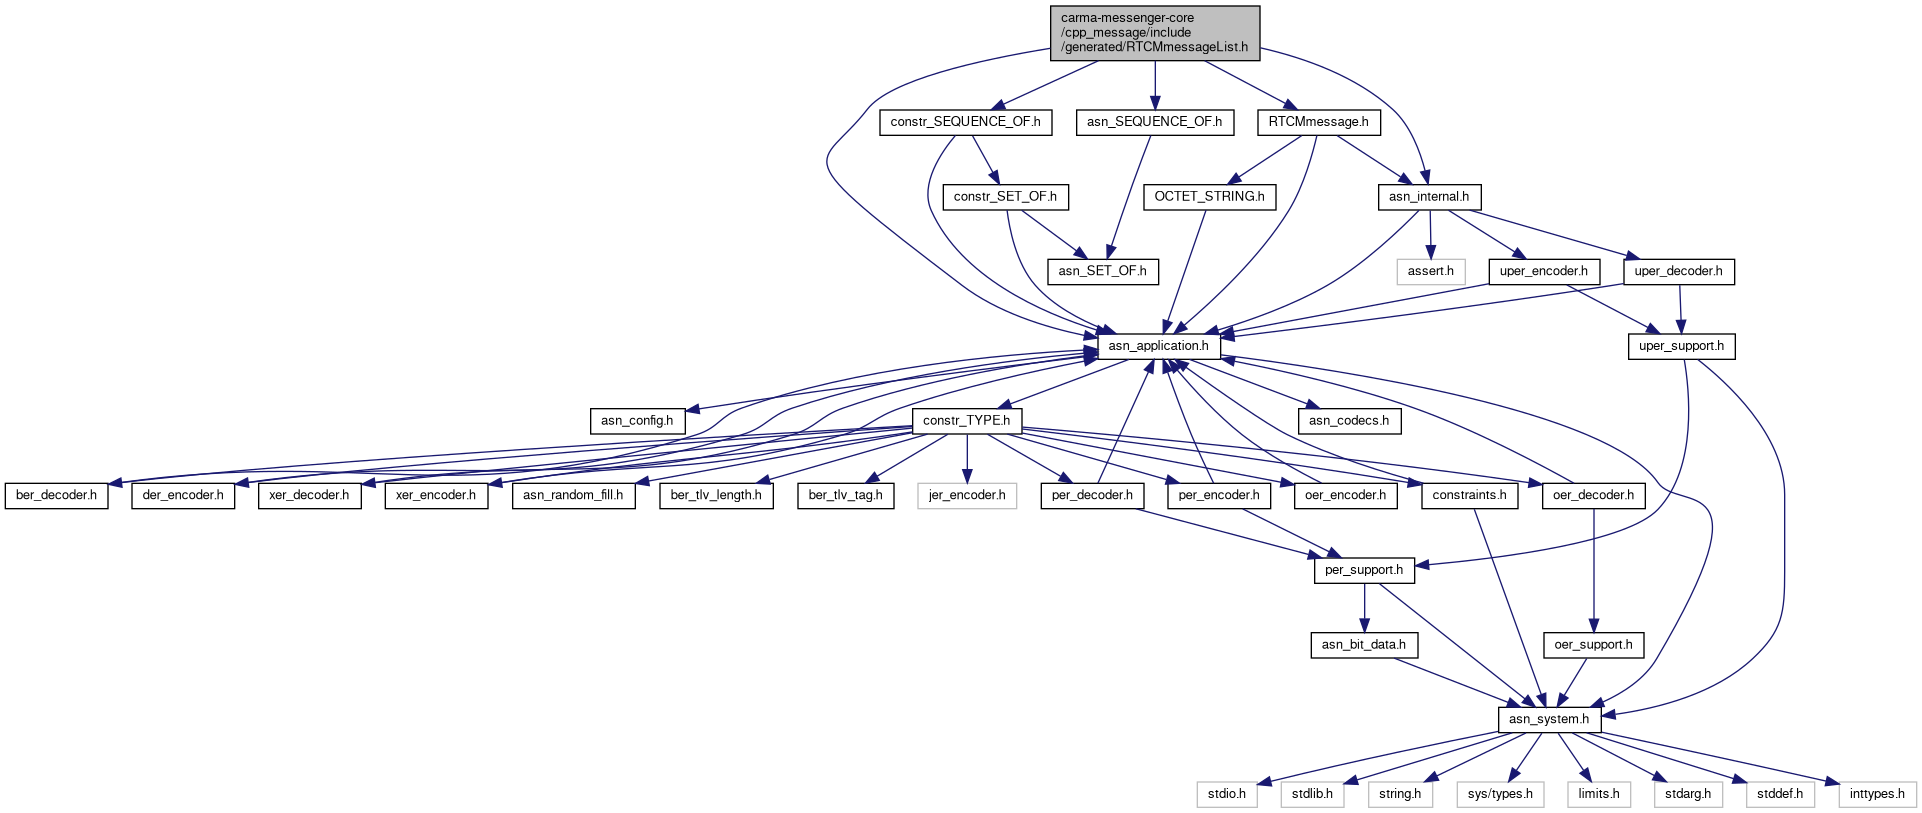 carma-messenger-core
/cpp_message/include
/generated/RTCMmessageList.h
constr_SEQUENCE_OF.h
asn_SEQUENCE_OF.h
RTCMmessage.h
constr_SET_OF.h
OCTET_STRING.h
asn_internal.h
asn_SET_OF.h
assert.h
uper_encoder.h
uper_decoder.h
asn_application.h
uper_support.h
asn_config.h
constr_TYPE.h
asn_codecs.h
ber_decoder.h
der_encoder.h
xer_decoder.h
xer_encoder.h
asn_random_fill.h
ber_tlv_length.h
ber_tlv_tag.h
jer_encoder.h
per_decoder.h
per_encoder.h
oer_encoder.h
constraints.h
oer_decoder.h
per_support.h
asn_bit_data.h
oer_support.h
asn_system.h
stdio.h
stdlib.h
string.h
sys/types.h
limits.h
stdarg.h
stddef.h
inttypes.h